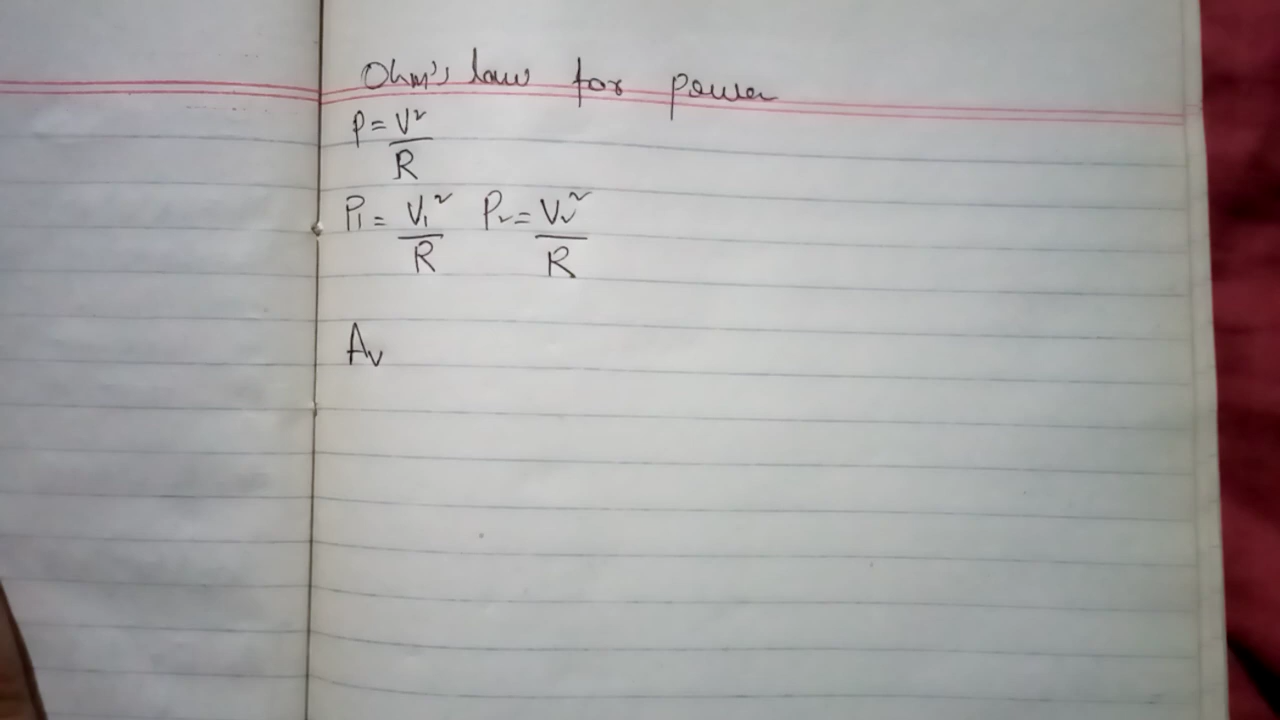 Ohm's law for power
P = V²/R
P₁ = V₁²/R P₂ = V₂²/R
Aᵥ